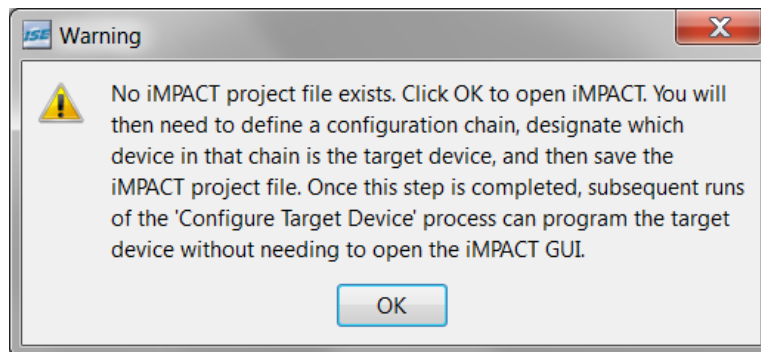 ISE Warning
No iMPACT project file exists. Click OK to open iMPACT. You will
then need to define a configuration chain, designate which
device in that chain is the target device, and then save the
iMPACT project file. Once this step is completed, subsequent runs
of the 'Configure Target Device' process can program the target
device without needing to open the iMPACT GUI.
OK